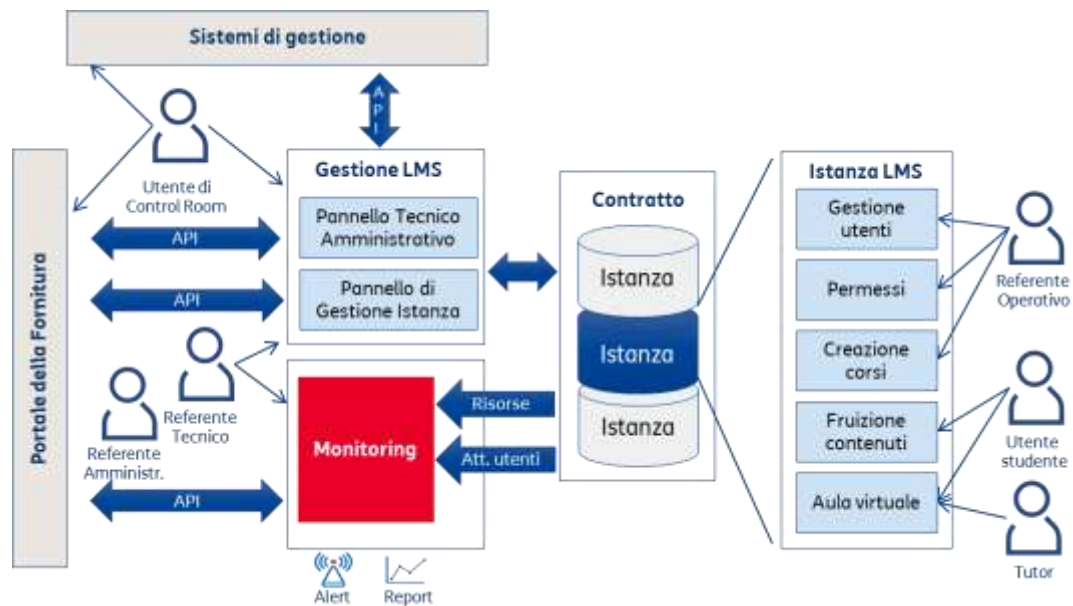 Sistemi di gestione
API
Utente di
Control Room
Portale della Fornitura
API
API
Gestione LMS
Pannello Tecnico
Amministrativo
Pannello di
Gestione Istanza
Referente
Tecnico
Referente
Amministr.
API
Monitoring
Risorse
Att. utenti
Alert
Report
Contratto
Istanza
Istanza
Istanza
Istanza LMS
Gestione
utenti
Permessi
Creazione
corsi
Fruizione
contenuti
Aula virtuale
Referente
Operativo
Utente
studente
Tutor